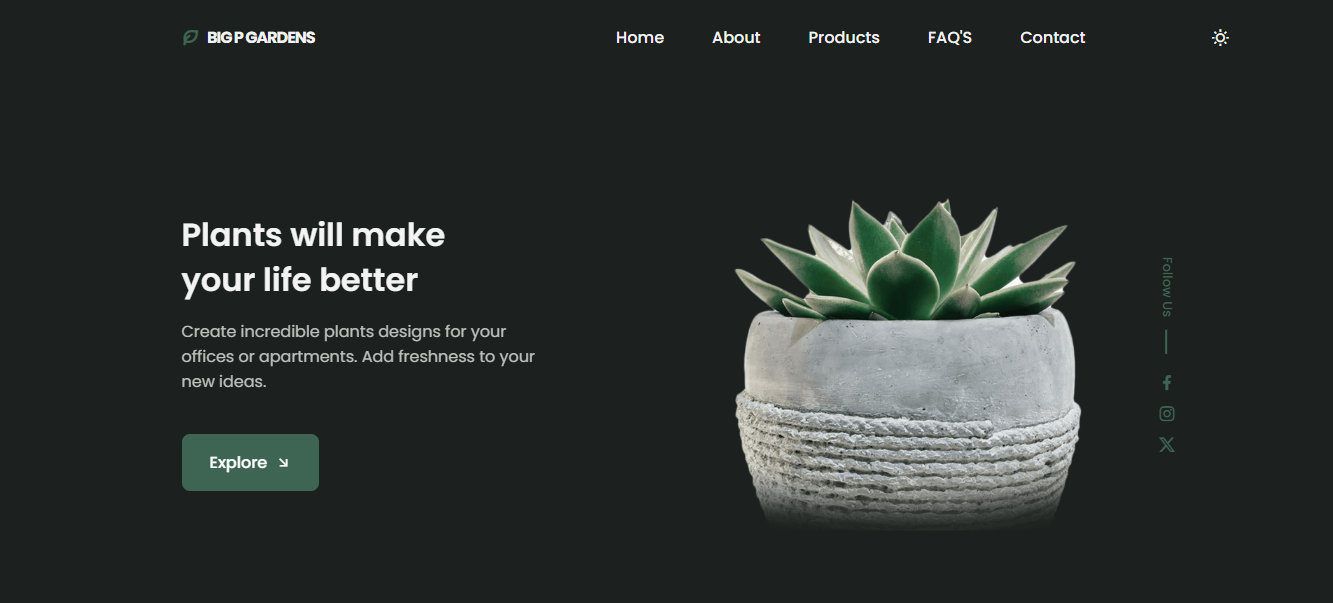 BIG P GARDENS
Home
About
Products
FAQ'S
Contact
Plants will make
your life better
Create incredible plants designs for your
offices or apartments. Add freshness to your
new ideas.
Explore
Follow Us